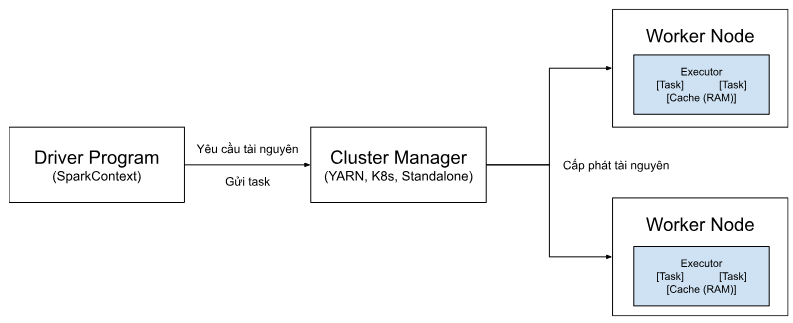 Driver Program
(SparkContext)
Yêu cầu tài nguyên
Gửi task
Cluster Manager
(YARN, K8s, Standalone)
Cấp phát tài nguyên
Worker Node
Executor
[Task] [Task]
[Cache (RAM)]
Worker Node
Executor
[Task] [Task]
[Cache (RAM)]